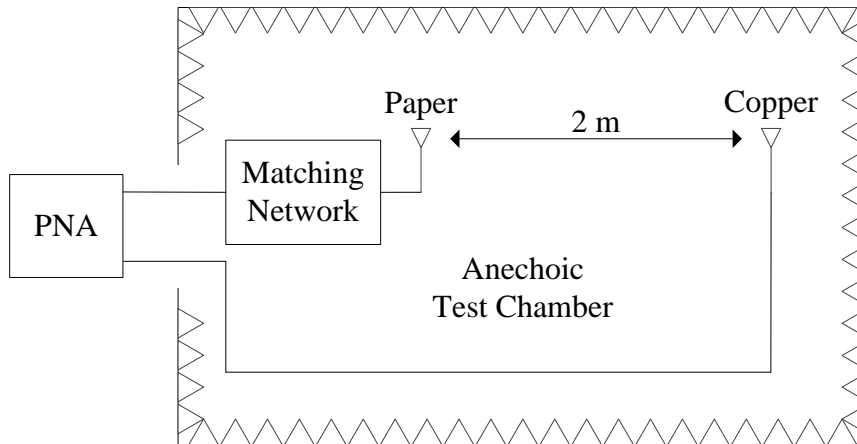 Paper
Copper
2 m
Matching
Network
PNA
Anechoic
Test Chamber